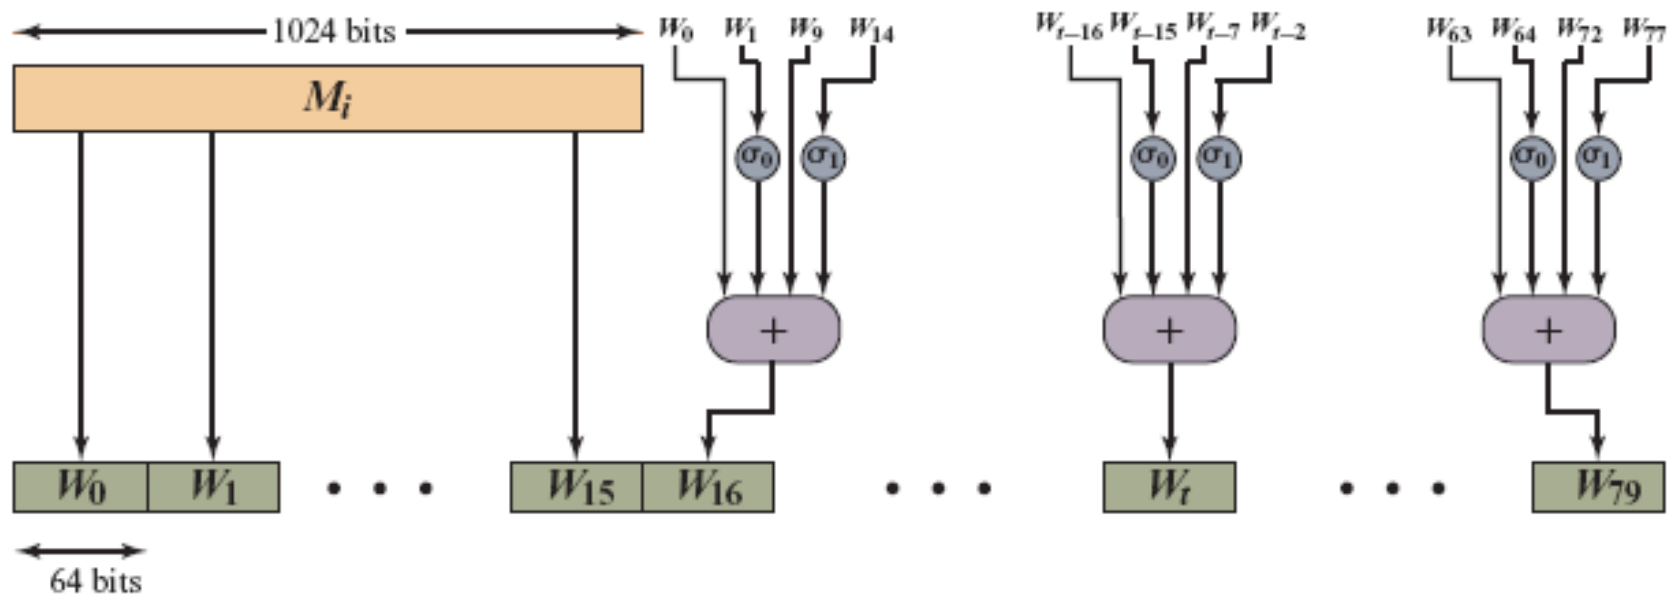 1024 bits
W0 W1 W9 W14
Wt–16 Wt–15 Wt–7 Wt–2
W63 W64 W72 W77
Mi
σ0 σ1
σ0 σ1
σ0 σ1
+
+
+
W0 W1 • • • W15 W16 • • • Wt • • • W79
64 bits